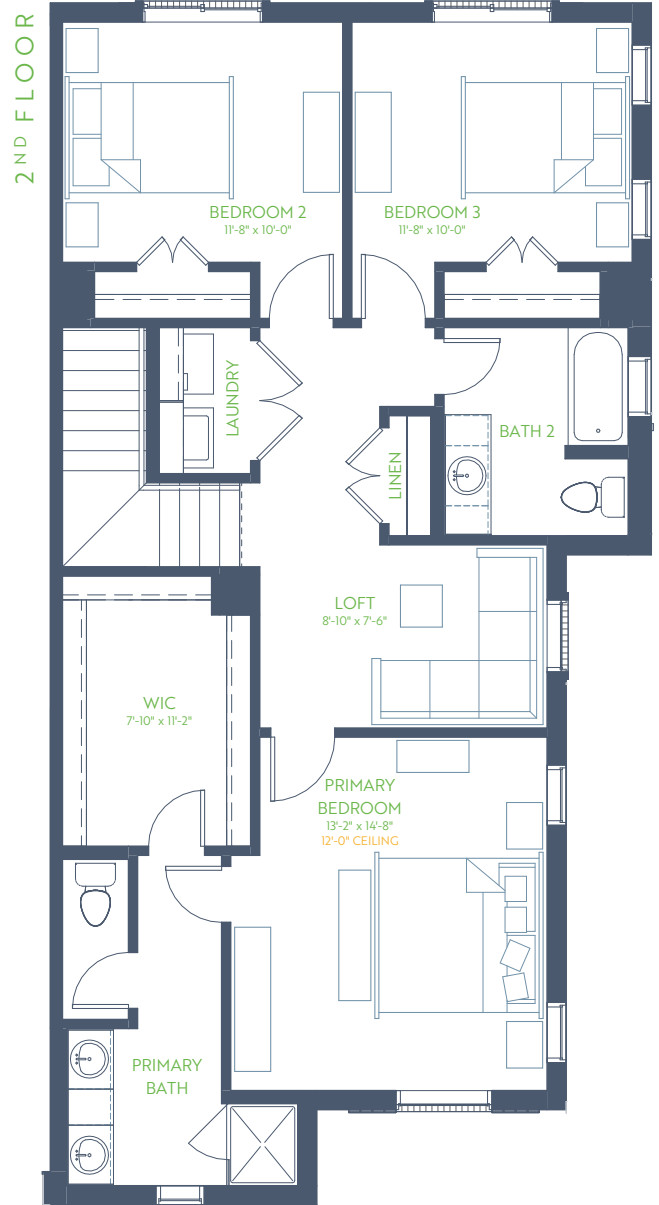 2ND FLOOR
BEDROOM 2
11'-8" x 10'-0"
BEDROOM 3
11'-8" x 10'-0"
LAUNDRY
BATH 2
LINEN
LOFT
8'-10" x 7'-6"
WIC
7'-10" x 11'-2"
PRIMARY
BEDROOM
13'-2" x 14'-8"
12'-0" CEILING
PRIMARY
BATH